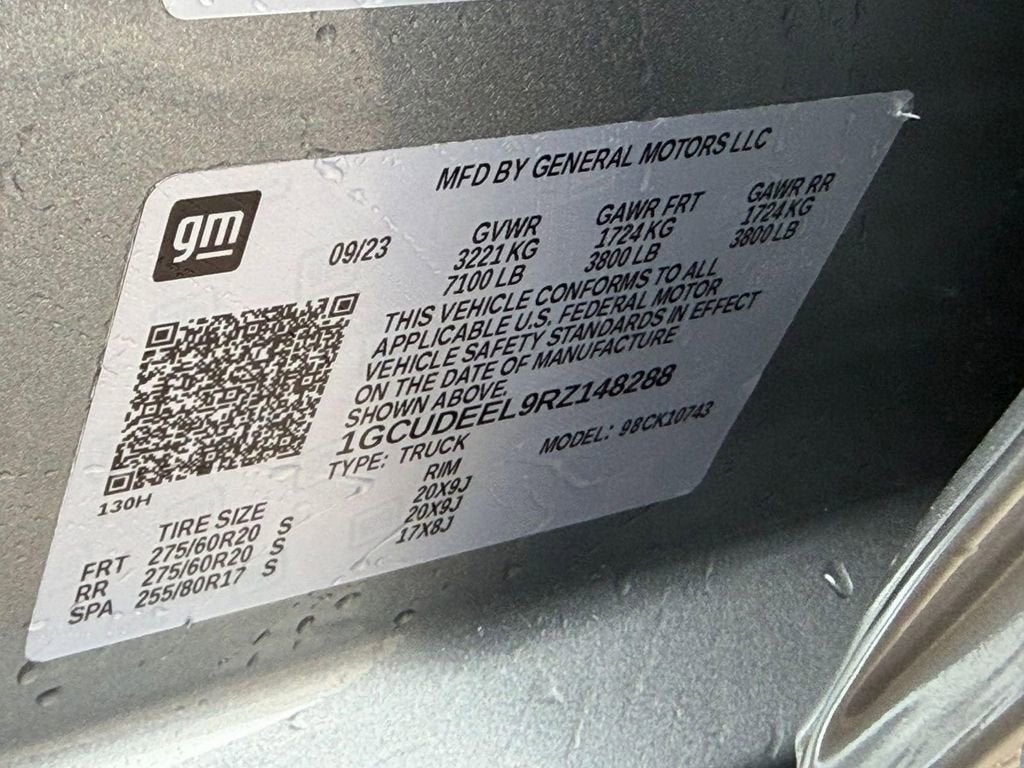 MFD BY GENERAL MOTORS LLC
gm
09/23
GVWR GAWR FRT GAWR RR
3221 KG 1724 KG 1724 KG
7100 LB 3800 LB 3800 LB
THIS VEHICLE CONFORMS TO ALL
APPLICABLE U.S. FEDERAL MOTOR
VEHICLE SAFETY STANDARDS IN EFFECT
ON THE DATE OF MANUFACTURE
SHOWN ABOVE.
1GCUDEEL9RZ148288
TYPE: TRUCK MODEL: 98CK10743
130H
TIRE SIZE RIM
FRT 275/60R20 S 20X9J
RR 275/60R20 S 20X9J
SPA 255/80R17 S 17X8J